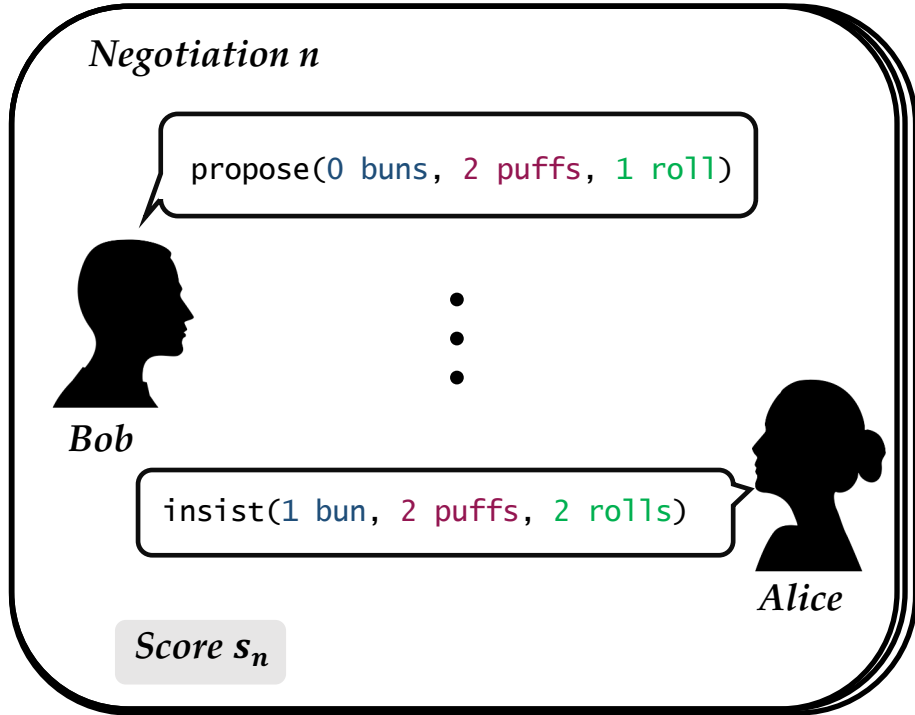 Negotiation n
propose(0 buns, 2 puffs, 1 roll)
Bob
insist(1 bun, 2 puffs, 2 rolls)
Alice
Score sₙ